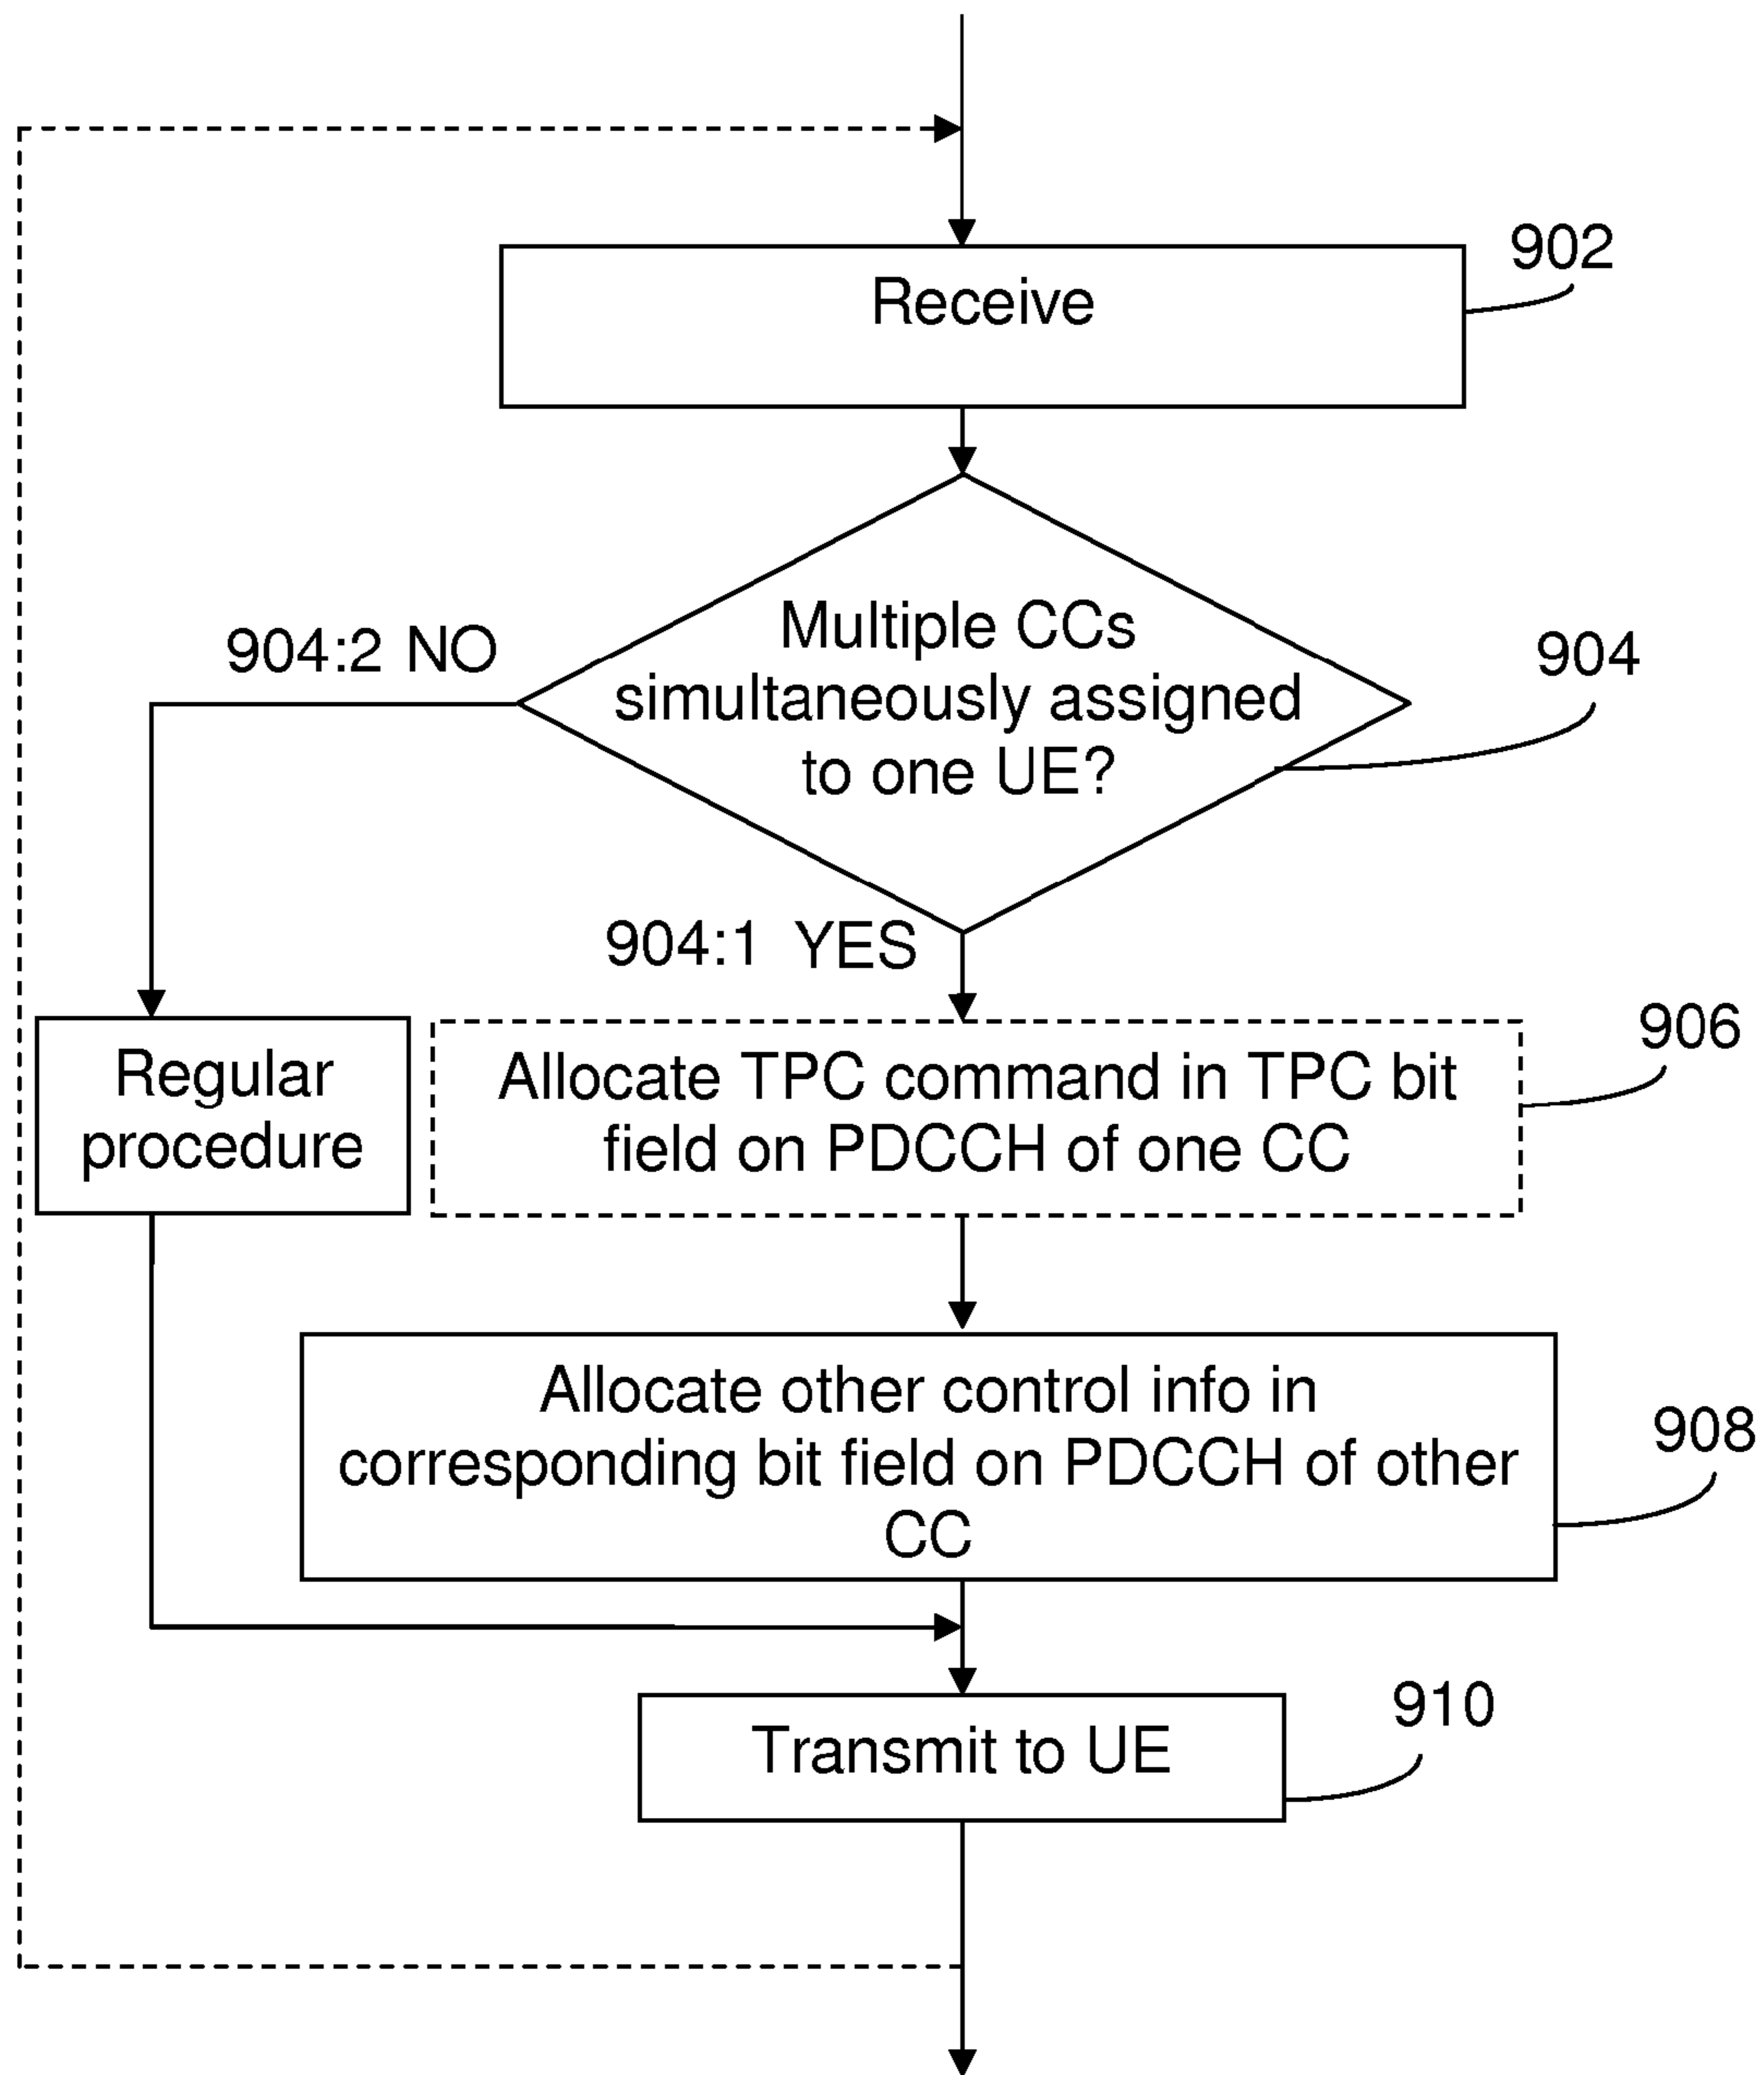 902
Receive
Multiple CCs
simultaneously assigned
to one UE?
904:2 NO
904
904:1 YES
906
Regular
procedure
Allocate TPC command in TPC bit
field on PDCCH of one CC
Allocate other control info in
corresponding bit field on PDCCH of other
CC
908
910
Transmit to UE